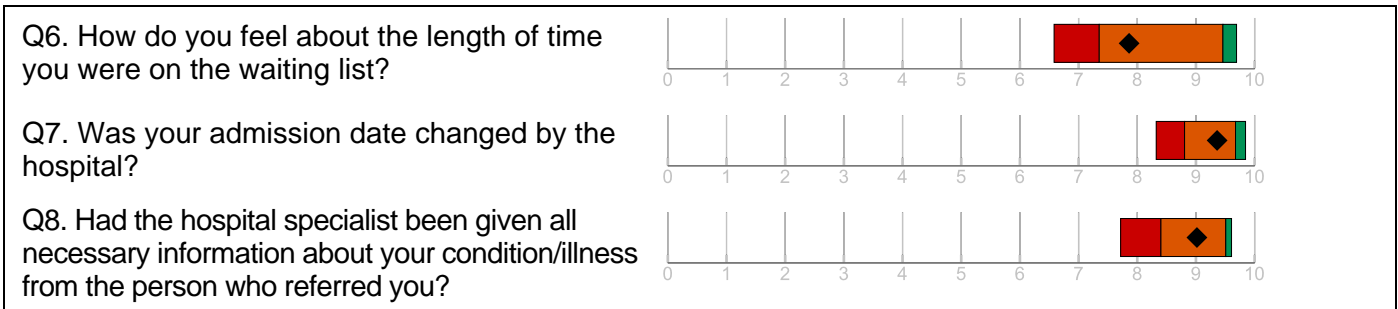 Q6. How do you feel about the length of time
you were on the waiting list?
0 1 2 3 4 5 6 7 8 9 10
Q7. Was your admission date changed by the
hospital?
0 1 2 3 4 5 6 7 8 9 10
Q8. Had the hospital specialist been given all
necessary information about your condition/illness
from the person who referred you?
0 1 2 3 4 5 6 7 8 9 10